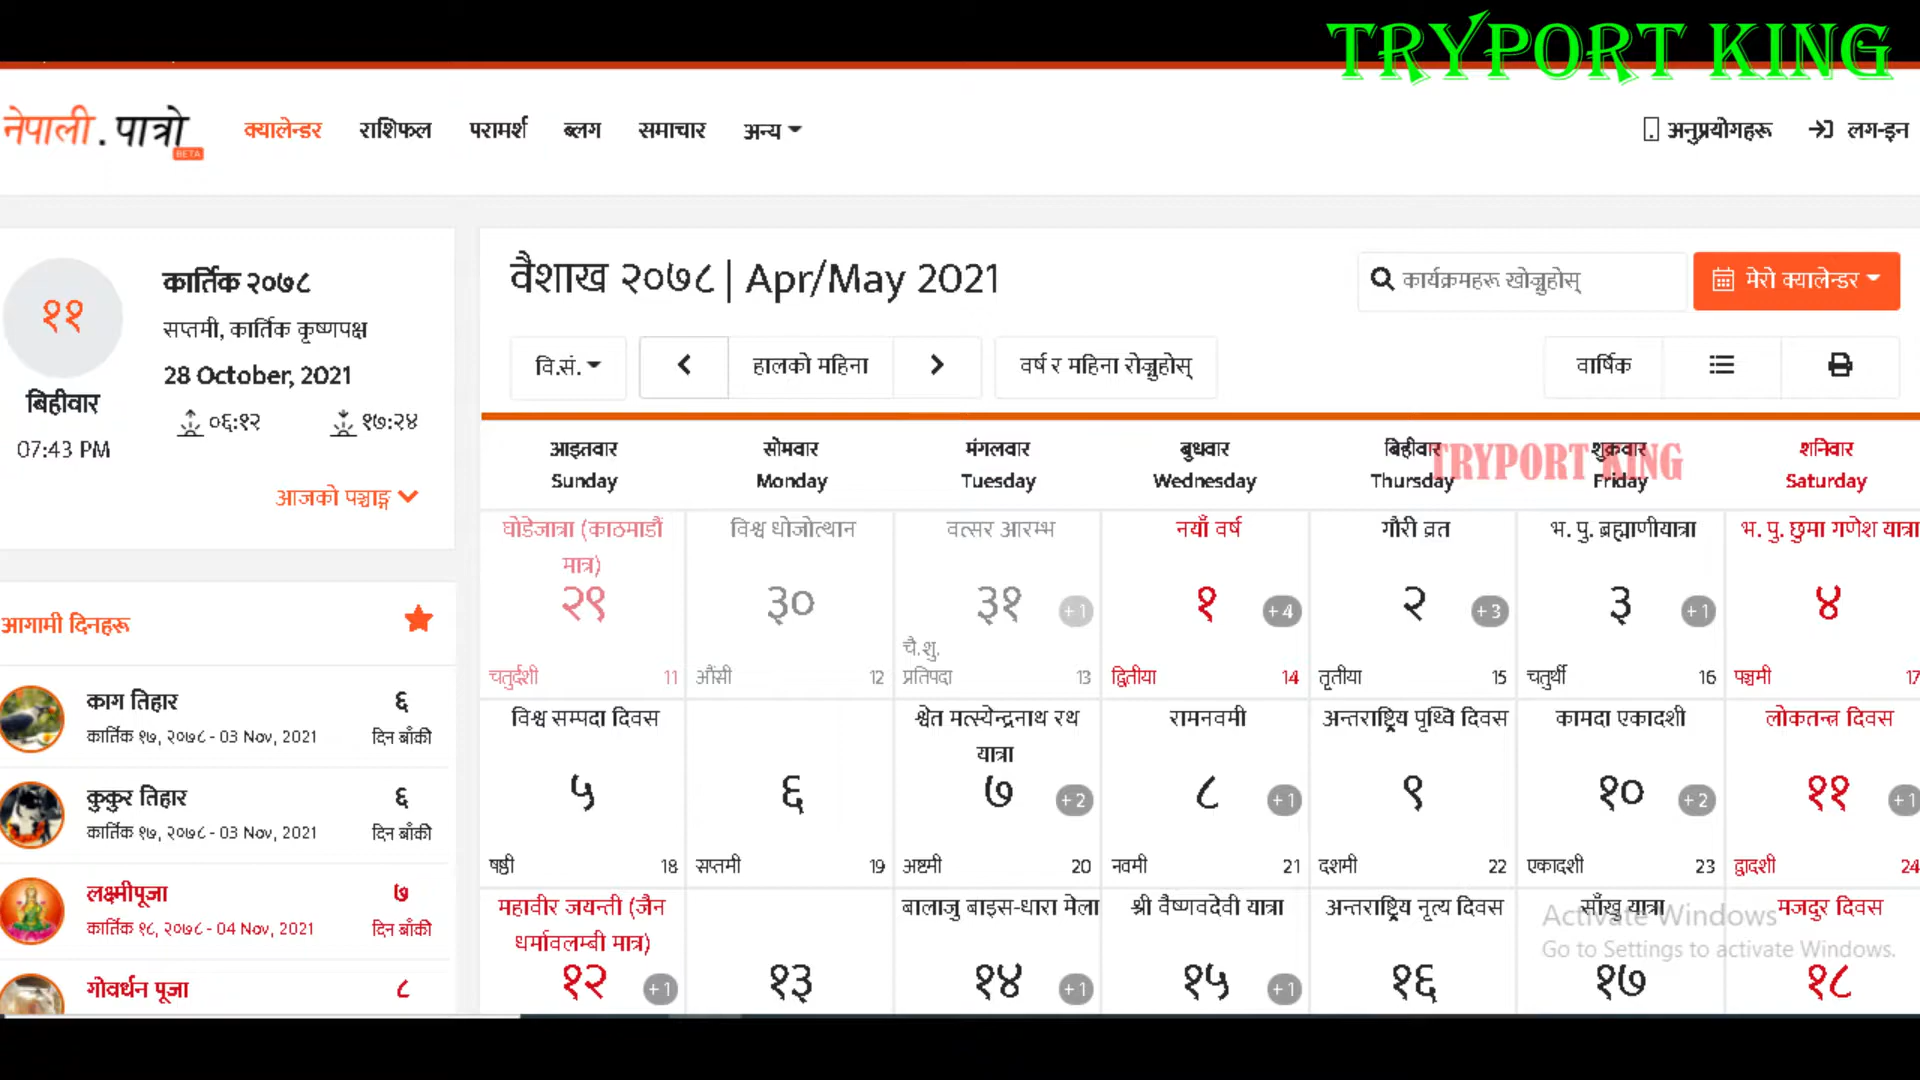 TRYPORT KING
नेपाली . पात्रो
BETA
क्यालेन्डर
राशिफल
परामर्श
ब्लग
समाचार
अन्य
अनुप्रयोगहरू
लग-इन
११
बिहीवार
07:43 PM
कार्तिक २०७८
सप्तमी, कार्तिक कृष्णपक्ष
28 October, 2021
०६:१२
१७:२४
आजको पञ्चाङ्ग
आगामी दिनहरू
काग तिहार
६
कार्तिक १७, २०७८ - 03 Nov, 2021
दिन बाँकी
कुकुर तिहार
६
कार्तिक १७, २०७८ - 03 Nov, 2021
दिन बाँकी
लक्ष्मीपूजा
७
कार्तिक १८, २०७८ - 04 Nov, 2021
दिन बाँकी
गोवर्धन पूजा
८
वैशाख २०७८ | Apr/May 2021
कार्यक्रमहरू खोज्नुहोस्
मेरो क्यालेन्डर
वि.सं.
हालको महिना
वर्ष र महिना रोज्नुहोस्
वार्षिक
आइतवार
सोमवार
मंगलवार
बुधवार
बिहीवार
शुक्रवार
शनिवार
Sunday
Monday
Tuesday
Wednesday
Thursday
Friday
Saturday
TRYPORT KING
घोडेजात्रा (काठमाडौं
मात्र)
२९
चतुर्दशी
11
विश्व धोजोत्थान
३०
औंसी
12
वत्सर आरम्भ
३१
+ 1
चै.शु.
प्रतिपदा
13
नयाँ वर्ष
१
+ 4
द्वितीया
14
गौरी व्रत
२
+ 3
तृतीया
15
भ. पु. ब्रह्माणीयात्रा
३
+ 1
चतुर्थी
16
भ. पु. छुमा गणेश यात्रा
४
पञ्चमी
17
विश्व सम्पदा दिवस
५
षष्ठी
18
६
सप्तमी
19
श्वेत मत्स्येन्द्रनाथ रथ
यात्रा
७
+ 2
अष्टमी
20
रामनवमी
८
+ 1
नवमी
21
अन्तराष्ट्रिय पृथ्वि दिवस
९
दशमी
22
कामदा एकादशी
१०
+ 2
एकादशी
23
लोकतन्त्र दिवस
११
+ 1
द्वादशी
24
महावीर जयन्ती (जैन
धर्मावलम्बी मात्र)
१२
+ 1
१३
बालाजु बाइस-धारा मेला
१४
+ 1
श्री वैष्णवदेवी यात्रा
१५
+ 1
अन्तराष्ट्रिय नृत्य दिवस
१६
साँखु यात्रा
१७
मजदुर दिवस
१८
Activate Windows
Go to Settings to activate Windows.